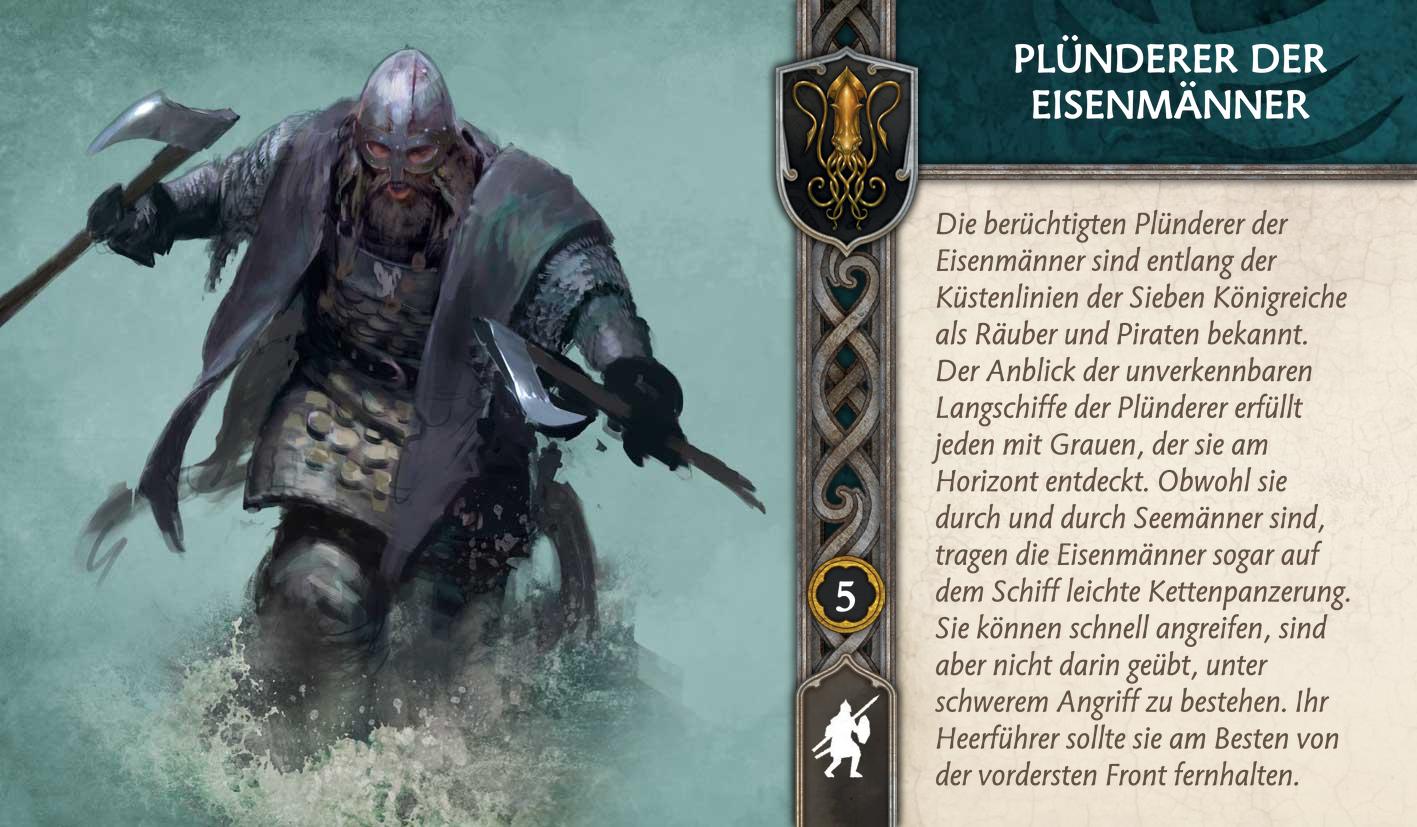 PLÜNDERER DER
EISENMÄNNER
Die berüchtigten Plünderer der
Eisenmänner sind entlang der
Küstenlinien der Sieben Königreiche
als Räuber und Piraten bekannt.
Der Anblick der unverkennbaren
Langschiffe der Plünderer erfüllt
jeden mit Grauen, der sie am
Horizont entdeckt. Obwohl sie
durch und durch Seemänner sind,
tragen die Eisenmänner sogar auf
dem Schiff leichte Kettenpanzerung.
Sie können schnell angreifen, sind
aber nicht darin geübt, unter
schwerem Angriff zu bestehen. Ihr
Heerführer sollte sie am Besten von
der vordersten Front fernhalten.
5